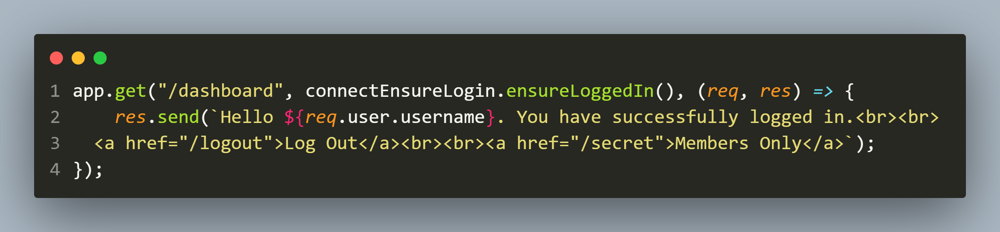 1 app.get("/dashboard", connectEnsureLogin.ensureLoggedIn(), (req, res) => {
2     res.send(`Hello ${req.user.username}. You have successfully logged in.<br><br>
3   <a href="/logout">Log Out</a><br><br><a href="/secret">Members Only</a>`);
4 });